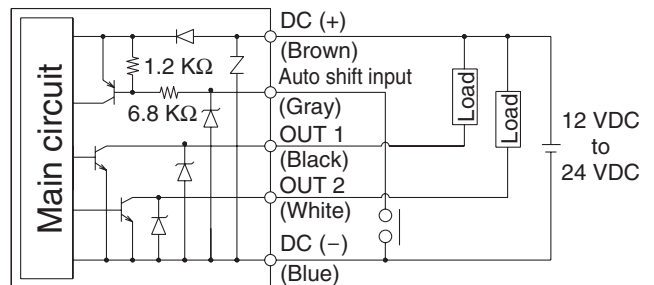 Main circuit
1.2 KΩ
6.8 KΩ
DC (+)
(Brown)
Auto shift input
(Gray)
OUT 1
(Black)
OUT 2
(White)
DC (−)
(Blue)
Load
Load
12 VDC
to
24 VDC